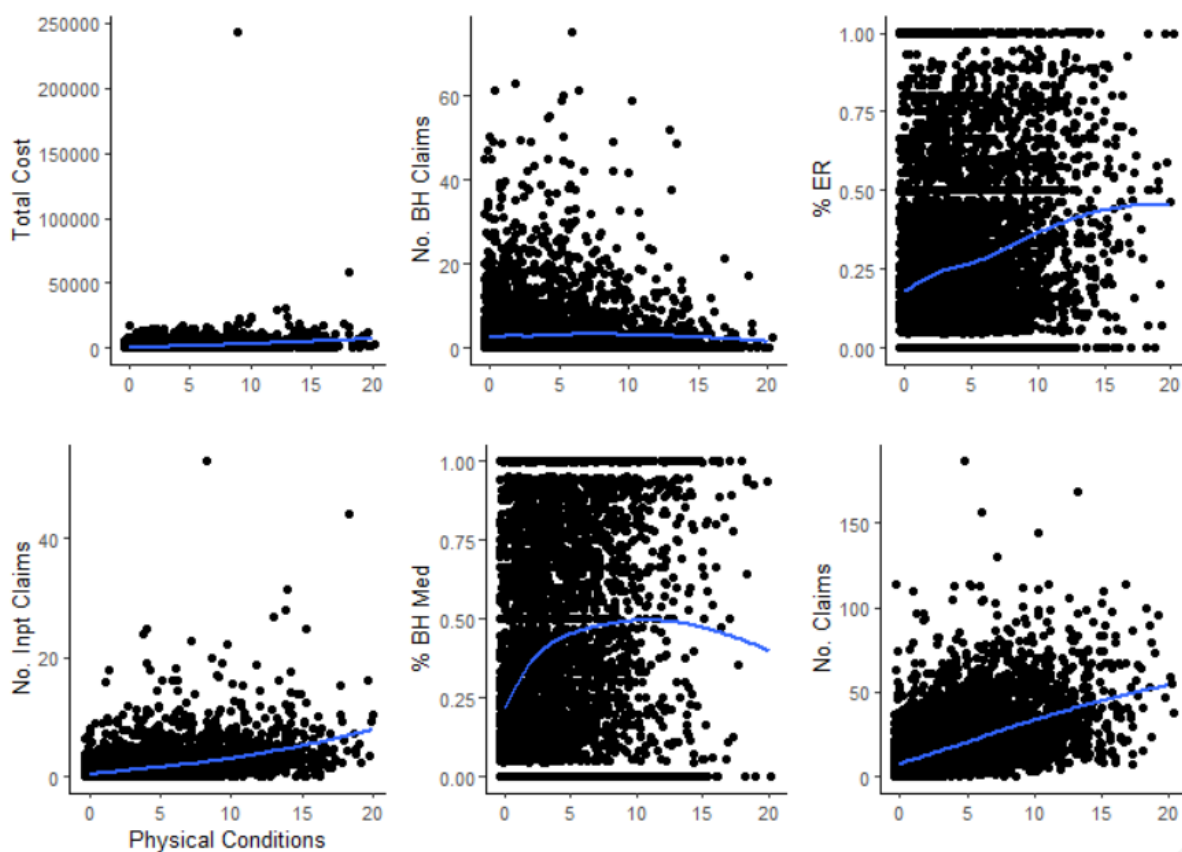 Total Cost
250000
200000
150000
100000
50000
0
0 5 10 15 20
No. BH Claims
60
40
20
0
0 5 10 15 20
% ER
1.00
0.75
0.50
0.25
0.00
0 5 10 15 20
No. Inpt Claims
40
20
0
0 5 10 15 20
Physical Conditions
% BH Med
1.00
0.75
0.50
0.25
0.00
0 5 10 15 20
No. Claims
150
100
50
0
0 5 10 15 20